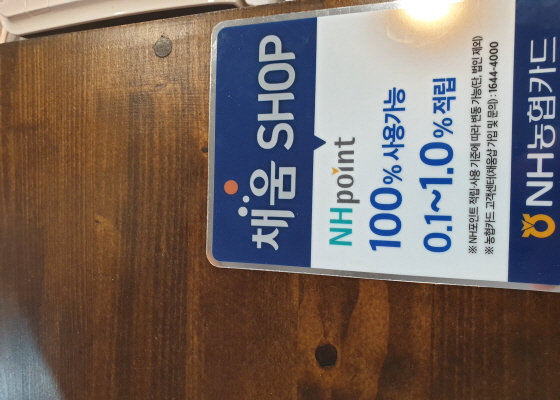 채움 SHOP
NHpoint
100% 사용가능
0.1~1.0% 적립
※ NH포인트 적립·사용 기준에 따라 변동 가능(단, 법인 제외)
※ 농협카드 고객센터(채움샵 가입 및 문의) : 1644-4000
NH농협카드